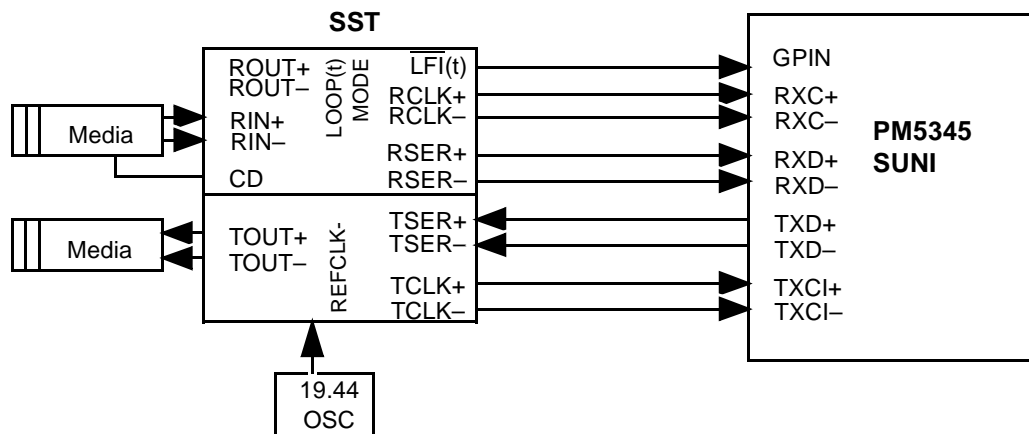 SST
ROUT+
ROUT–
RIN+
RIN–
CD
LOOP(t)
MODE
LFI(t)
RCLK+
RCLK–
RSER+
RSER–
Media
TOUT+
TOUT–
REFCLK-
TSER+
TSER–
TCLK+
TCLK–
Media
19.44
OSC
GPIN
RXC+
RXC–
RXD+
RXD–
TXD+
TXD–
TXCI+
TXCI–
PM5345
SUNI